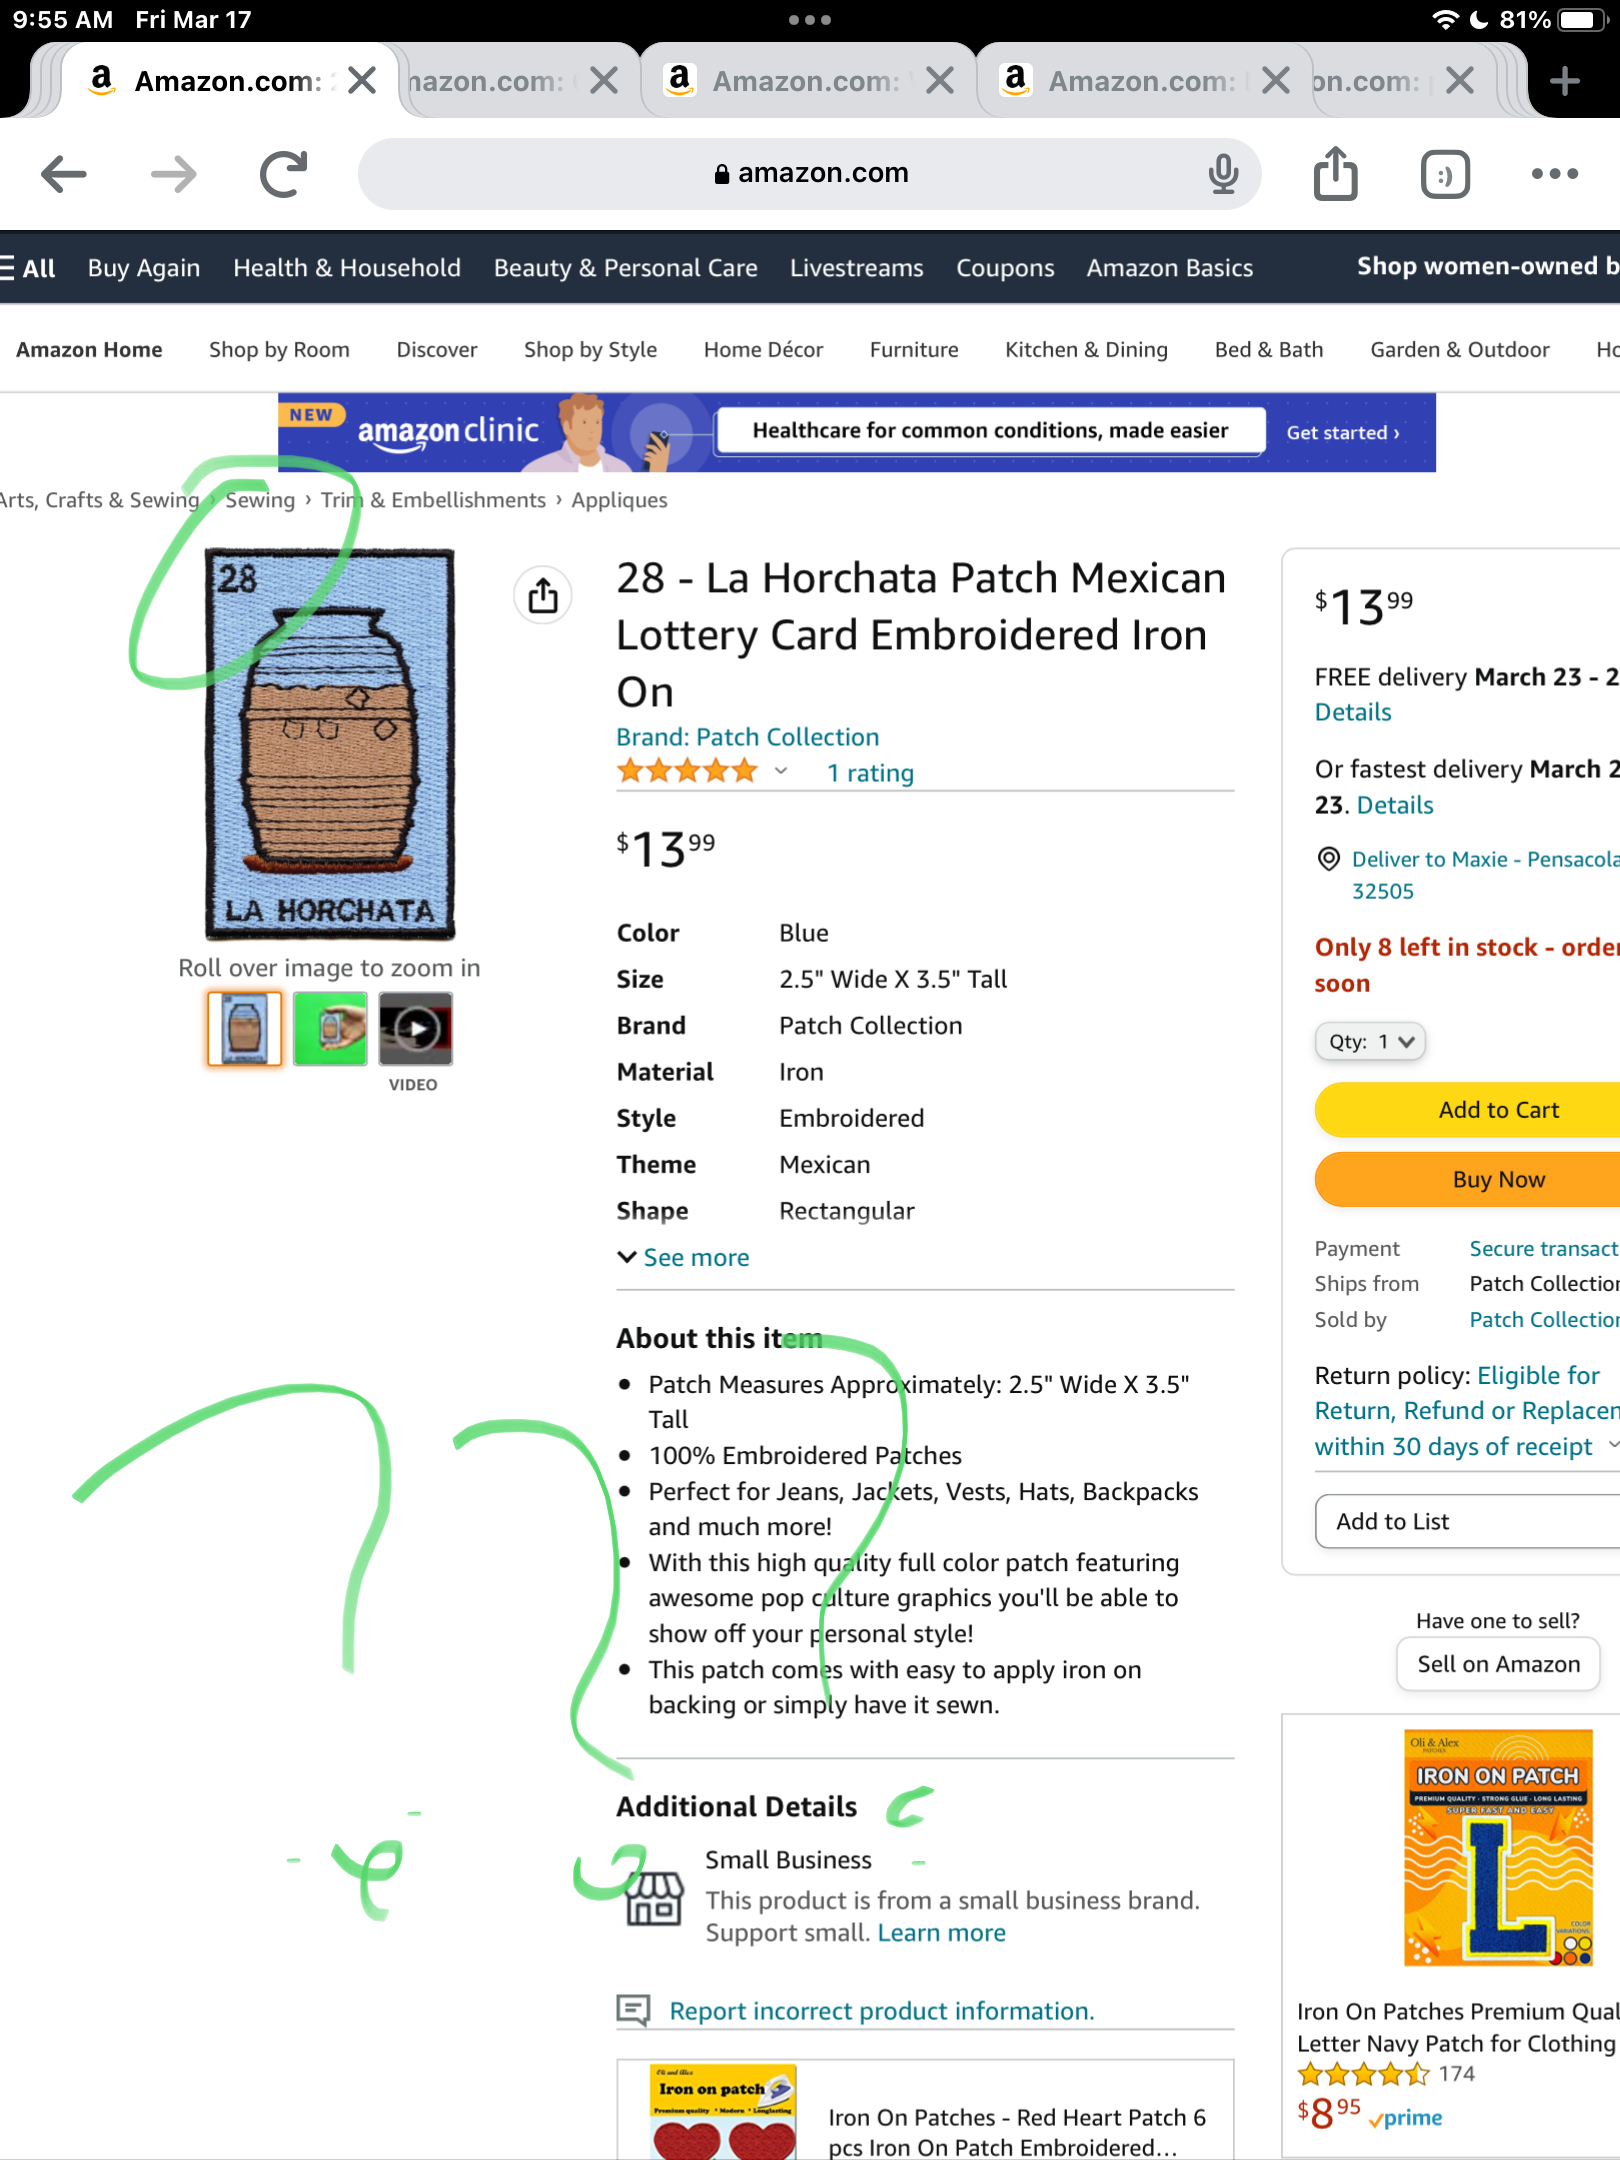 9:55 AM Fri Mar 17
81%
Amazon.com:
nazon.com:
Amazon.com:
Amazon.com:
on.com:
amazon.com
All Buy Again Health & Household Beauty & Personal Care Livestreams Coupons Amazon Basics Shop women-owned b
Amazon Home Shop by Room Discover Shop by Style Home Décor Furniture Kitchen & Dining Bed & Bath Garden & Outdoor Ho
NEW
amazon clinic
Healthcare for common conditions, made easier
Get started ›
Arts, Crafts & Sewing › Sewing › Trim & Embellishments › Appliques
28
LA HORCHATA
Roll over image to zoom in
VIDEO
28 - La Horchata Patch Mexican
Lottery Card Embroidered Iron
On
Brand: Patch Collection
1 rating
$13 99
Color Blue
Size 2.5" Wide X 3.5" Tall
Brand Patch Collection
Material Iron
Style Embroidered
Theme Mexican
Shape Rectangular
See more
About this item
• Patch Measures Approximately: 2.5" Wide X 3.5"
Tall
• 100% Embroidered Patches
• Perfect for Jeans, Jackets, Vests, Hats, Backpacks
and much more!
• With this high quality full color patch featuring
awesome pop culture graphics you'll be able to
show off your personal style!
• This patch comes with easy to apply iron on
backing or simply have it sewn.
???
Additional Details
Small Business
This product is from a small business brand.
Support small. Learn more
Report incorrect product information.
Oli and Alex
Iron on patch
Premium quality * Modern * Longlasting
Iron On Patches - Red Heart Patch 6
pcs Iron On Patch Embroidered...
$13 99
FREE delivery March 23 - 2
Details
Or fastest delivery March 2
23. Details
Deliver to Maxie - Pensacola
32505
Only 8 left in stock - order
soon
Qty: 1
Add to Cart
Buy Now
Payment Secure transact
Ships from Patch Collection
Sold by Patch Collection
Return policy: Eligible for
Return, Refund or Replacem
within 30 days of receipt
Add to List
Have one to sell?
Sell on Amazon
Oli & Alex
PATCHES
IRON ON PATCH
PREMIUM QUALITY - STRONG GLUE - LONG LASTING
SUPER FAST AND EASY
L
COLOR
VARIATIONS
Iron On Patches Premium Qual
Letter Navy Patch for Clothing
174
$8 95 prime